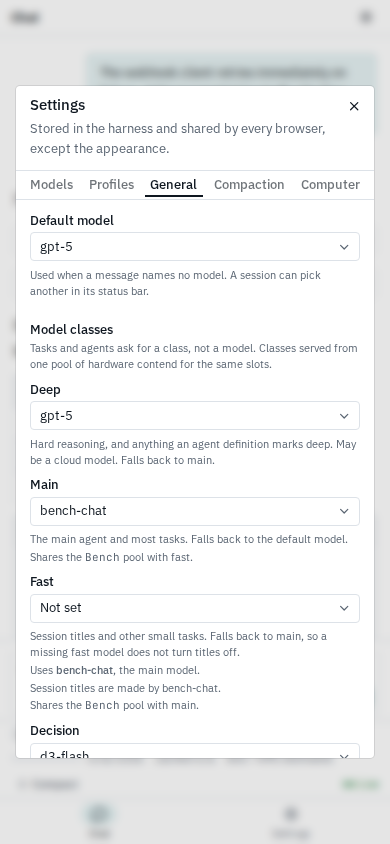 Chat
Settings
Stored in the harness and shared by every browser,
except the appearance.
Models Profiles General Compaction Computer
Default model
gpt-5
Used when a message names no model. A session can pick
another in its status bar.
Model classes
Tasks and agents ask for a class, not a model. Classes served from
one pool of hardware contend for the same slots.
Deep
gpt-5
Hard reasoning, and anything an agent definition marks deep. May
be a cloud model. Falls back to main.
Main
bench-chat
The main agent and most tasks. Falls back to the default model.
Shares the Bench pool with fast.
Fast
Not set
Session titles and other small tasks. Falls back to main, so a
missing fast model does not turn titles off.
Uses bench-chat, the main model.
Session titles are made by bench-chat.
Shares the Bench pool with main.
Decision
d3-flash